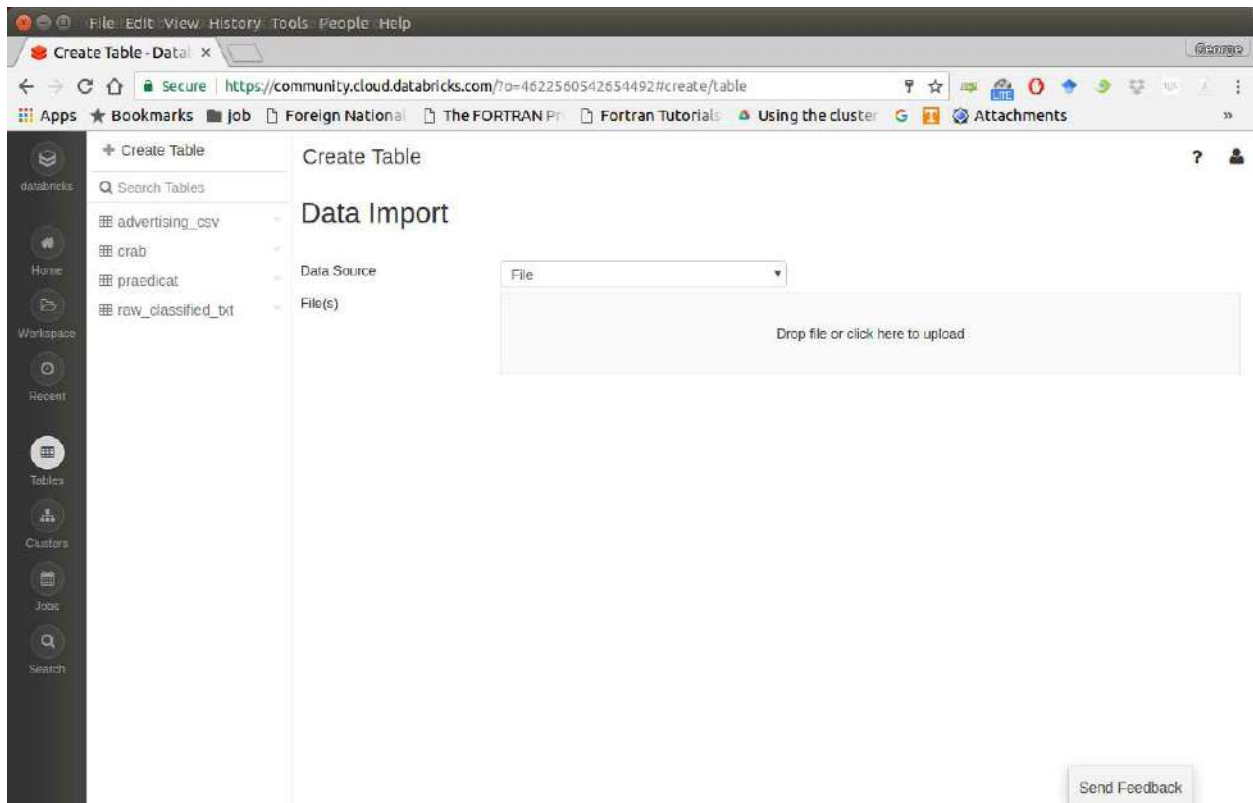 File Edit View History Tools People Help
Create Table - Data
George
Secure https://community.cloud.databricks.com/?o=4622560542654492#create/table
LITE
Apps Bookmarks job Foreign National The FORTRAN Pr Fortran Tutorials Using the cluster G T Attachments »
databricks
Home
Workspace
Recent
Tables
Clusters
Jobs
Search
+ Create Table
Search Tables
advertising_csv
crab
praedicat
raw_classified_txt
Create Table
?
Data Import
Data Source
File
File(s)
Drop file or click here to upload
Send Feedback